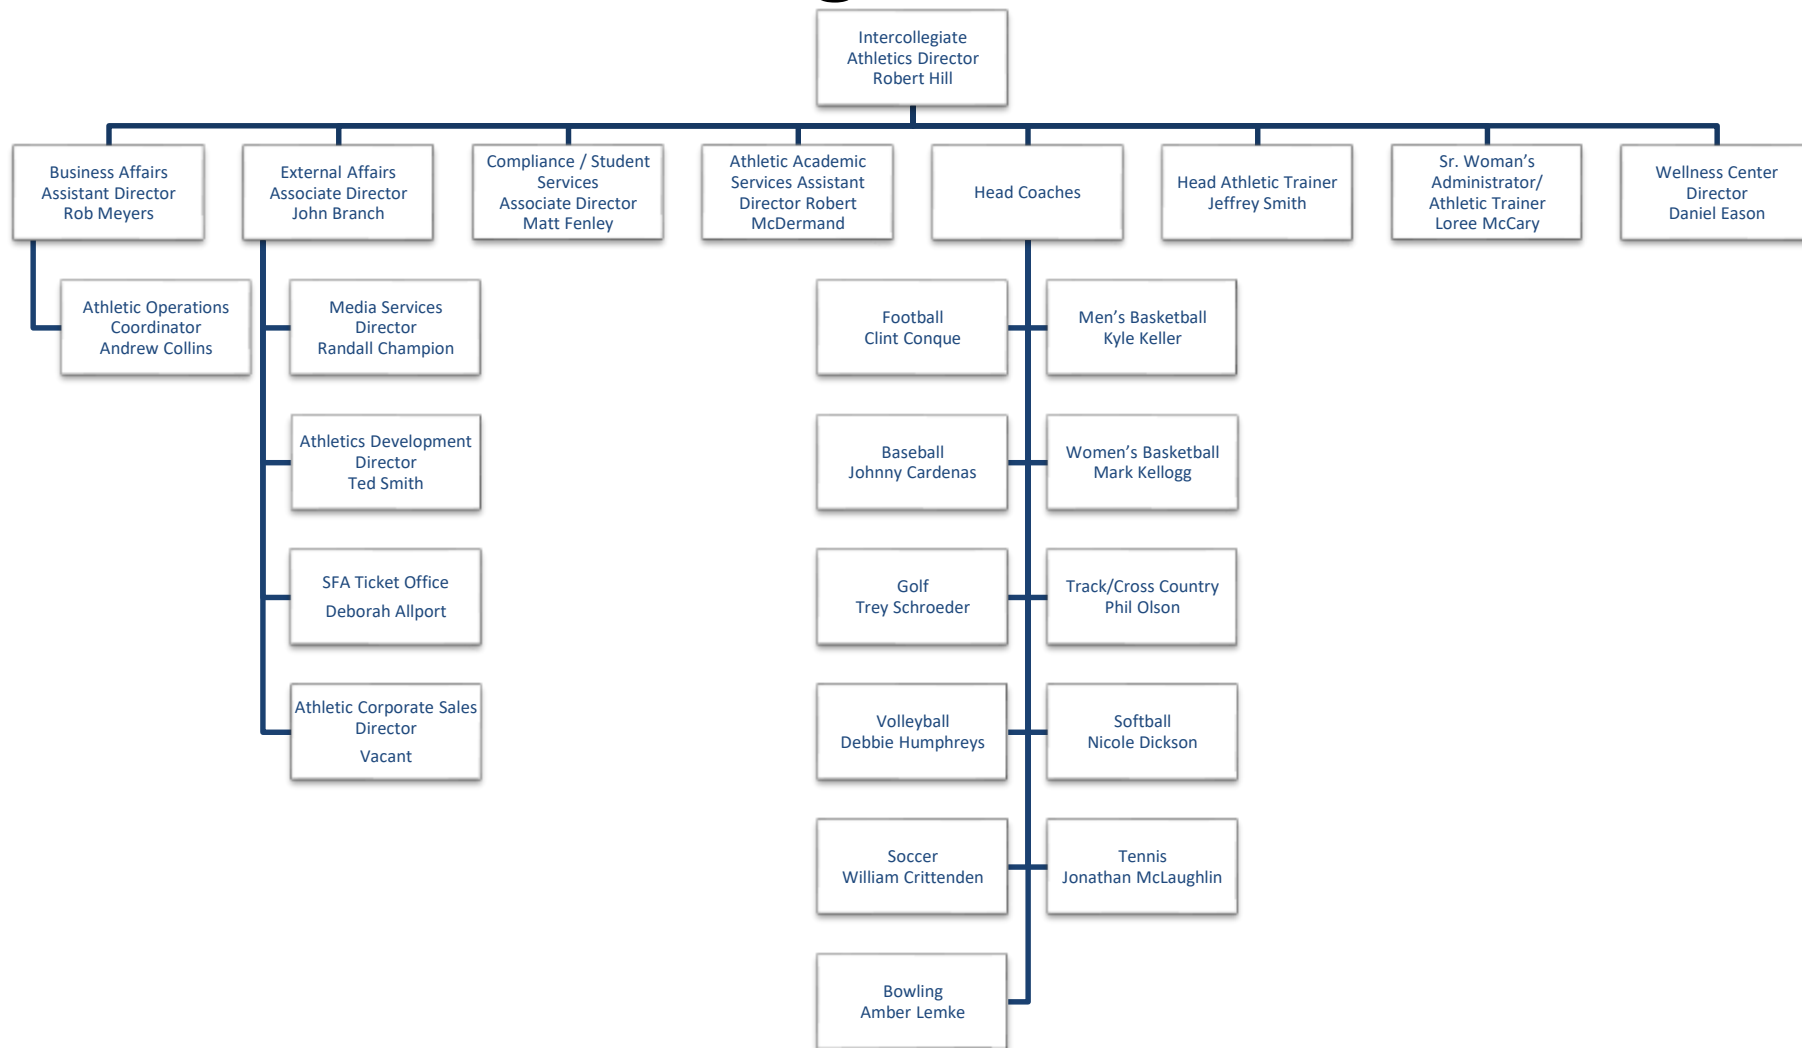 Intercollegiate
Athletics Director
Robert Hill
Business Affairs
Assistant Director
Rob Meyers
External Affairs
Associate Director
John Branch
Compliance / Student
Services
Associate Director
Matt Fenley
Athletic Academic
Services Assistant
Director Robert
McDermand
Head Coaches
Head Athletic Trainer
Jeffrey Smith
Sr. Woman’s
Administrator/
Athletic Trainer
Loree McCary
Wellness Center
Director
Daniel Eason
Athletic Operations
Coordinator
Andrew Collins
Media Services
Director
Randall Champion
Football
Clint Conque
Men’s Basketball
Kyle Keller
Athletics Development
Director
Ted Smith
Baseball
Johnny Cardenas
Women’s Basketball
Mark Kellogg
SFA Ticket Office
Deborah Allport
Golf
Trey Schroeder
Track/Cross Country
Phil Olson
Athletic Corporate Sales
Director
Vacant
Volleyball
Debbie Humphreys
Softball
Nicole Dickson
Soccer
William Crittenden
Tennis
Jonathan McLaughlin
Bowling
Amber Lemke